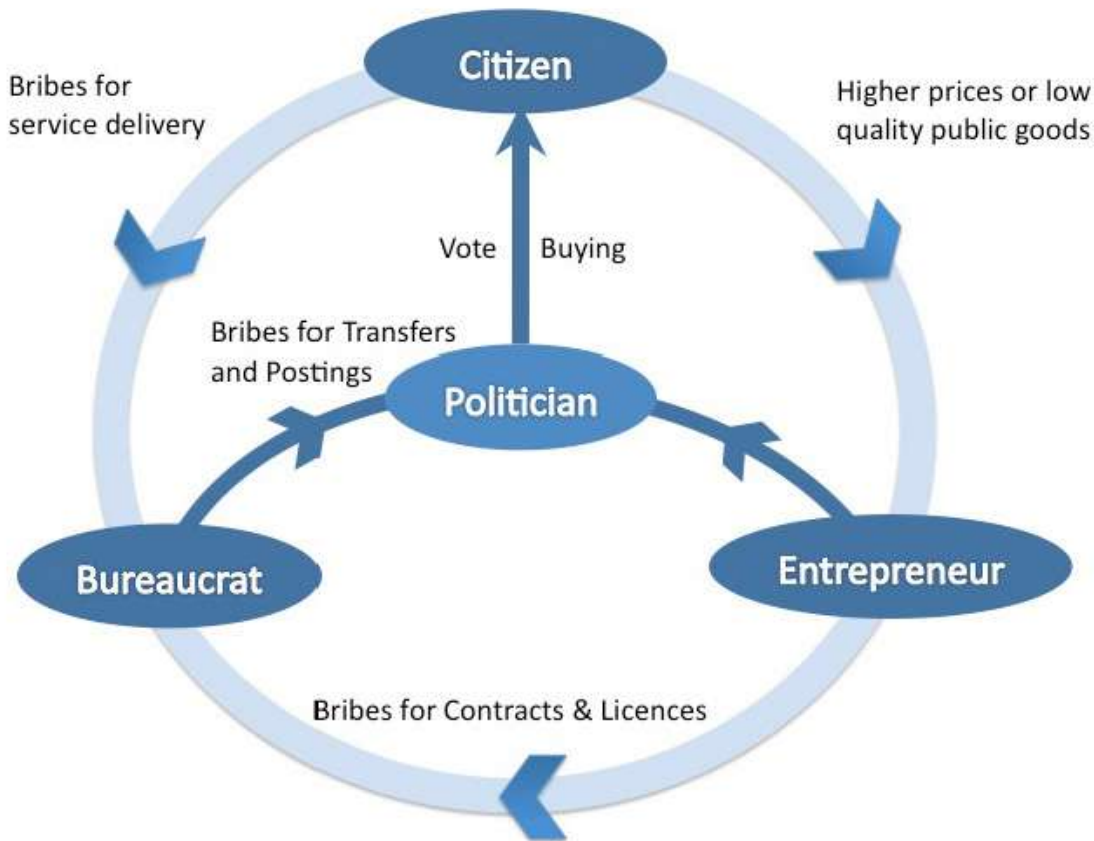 Citizen
Bribes for
service delivery
Higher prices or low
quality public goods
Vote Buying
Bribes for Transfers
and Postings
Politician
Bureaucrat
Entrepreneur
Bribes for Contracts & Licences